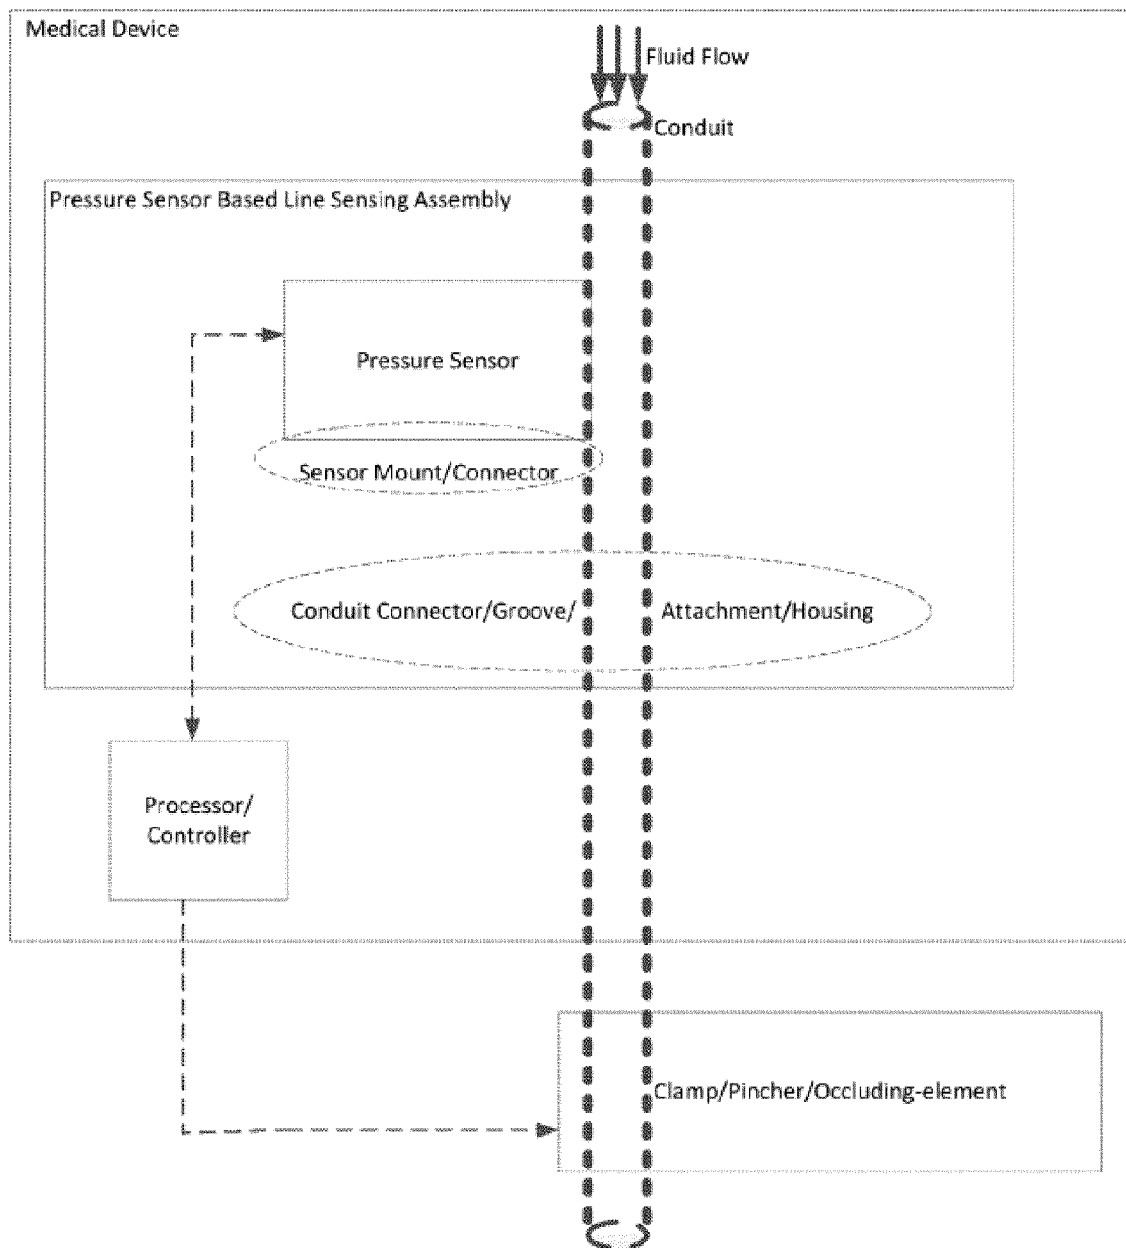 Medical Device
Fluid Flow
Conduit
Pressure Sensor Based Line Sensing Assembly
Pressure Sensor
Sensor Mount/Connector
Conduit Connector/Groove/ Attachment/Housing
Processor/
Controller
Clamp/Pincher/Occluding-element